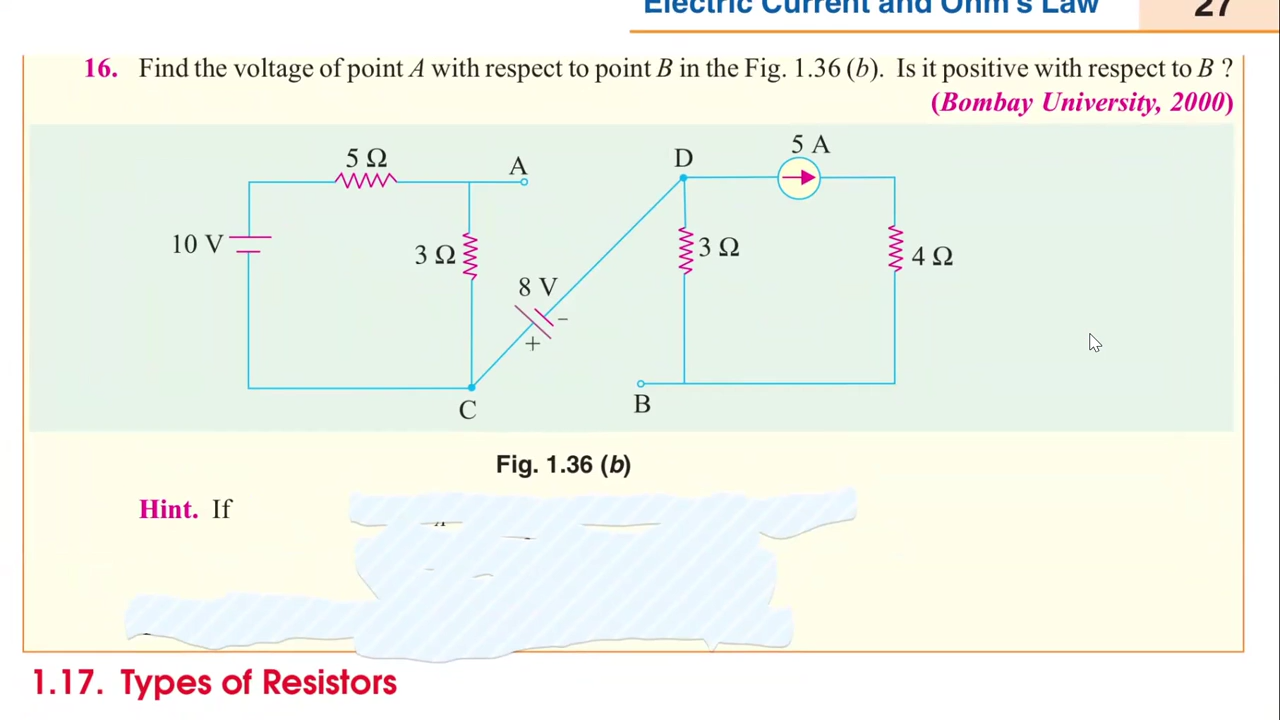 Electric Current and Ohm's Law 27
16. Find the voltage of point A with respect to point B in the Fig. 1.36 (b). Is it positive with respect to B ?
(Bombay University, 2000)
5 Ω
A
D
5 A
10 V
3 Ω
3 Ω
4 Ω
8 V
–
+
C
B
Fig. 1.36 (b)
Hint. If
1.17. Types of Resistors